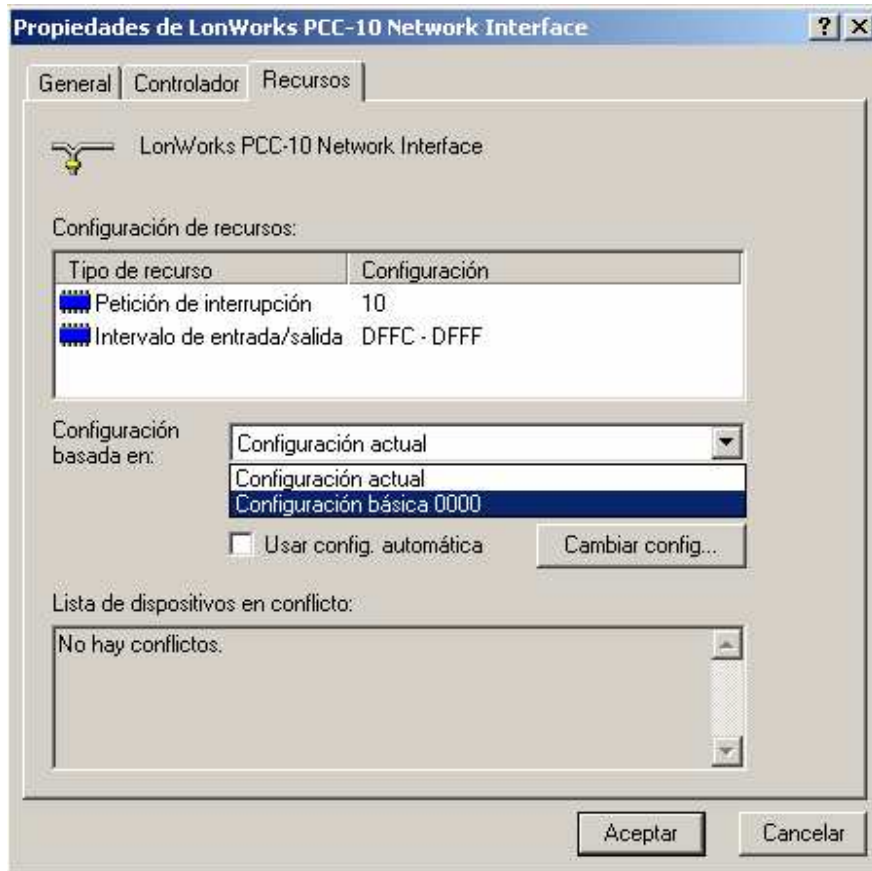 Propiedades de LonWorks PCC-10 Network Interface
General Controlador Recursos
LonWorks PCC-10 Network Interface
Configuración de recursos:
Tipo de recurso Configuración
Petición de interrupción 10
Intervalo de entrada/salida DFFC - DFFF
Configuración basada en:
Configuración actual
Configuración actual
Configuración básica 0000
Usar config. automática Cambiar config...
Lista de dispositivos en conflicto:
No hay conflictos.
Aceptar Cancelar